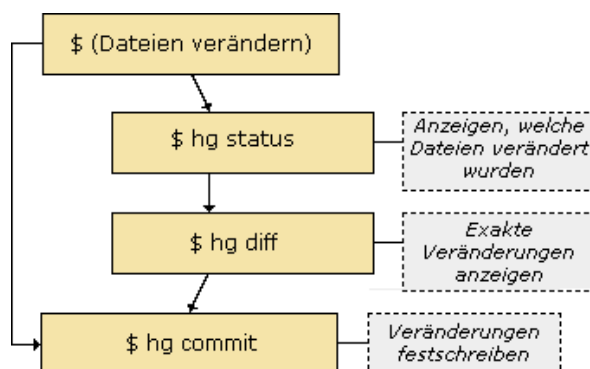 $ (Dateien verändern)
$ hg status
Anzeigen, welche
Dateien verändert
wurden
$ hg diff
Exakte
Veränderungen
anzeigen
$ hg commit
Veränderungen
festschreiben